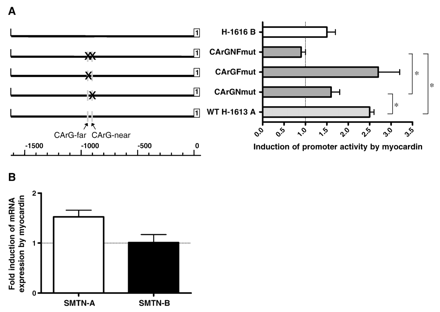 A
1 H-1616 B
1 CArGNFmut
1 CArGFmut
1 CArGNmut
1 WT H-1613 A
* * *
CArG-far CArG-near
-1500 -1000 -500 0
0.0 0.5 1.0 1.5 2.0 2.5 3.0 3.5
Induction of promoter activity by myocardin
B
Fold induction of mRNA
expression by myocardin
2
1
0
SMTN-A SMTN-B